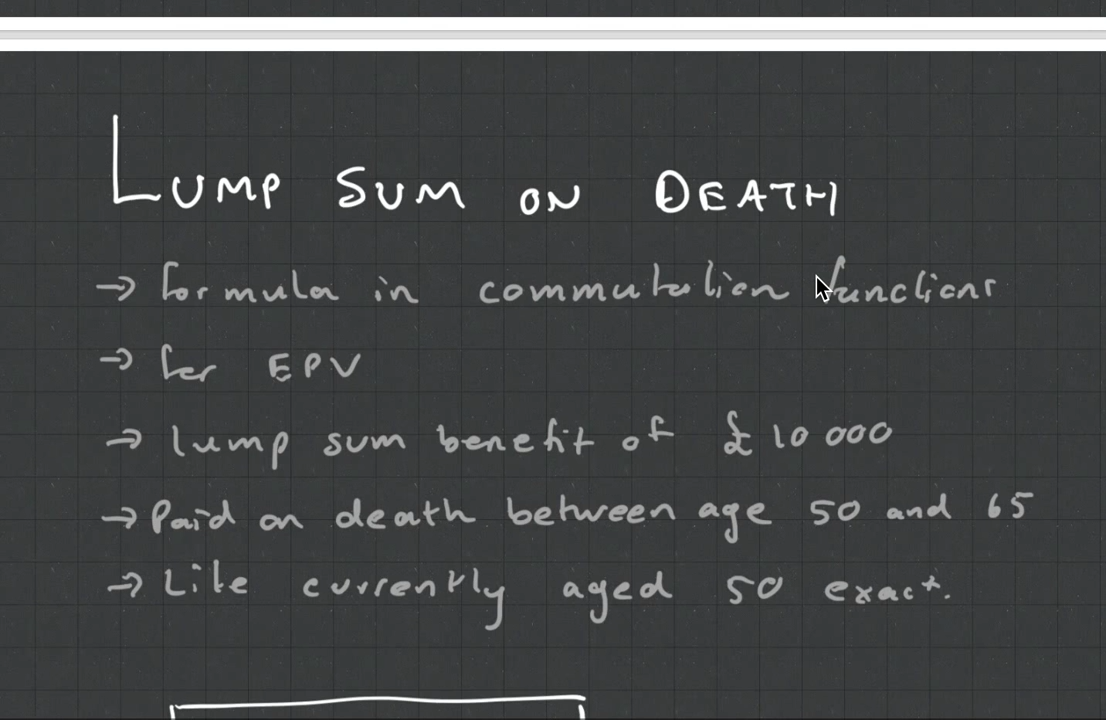 LUMP SUM ON DEATH
→ formula in commutation functions
→ for EPV
→ lump sum benefit of £10 000
→ Paid on death between age 50 and 65
→ Life currently aged 50 exact.